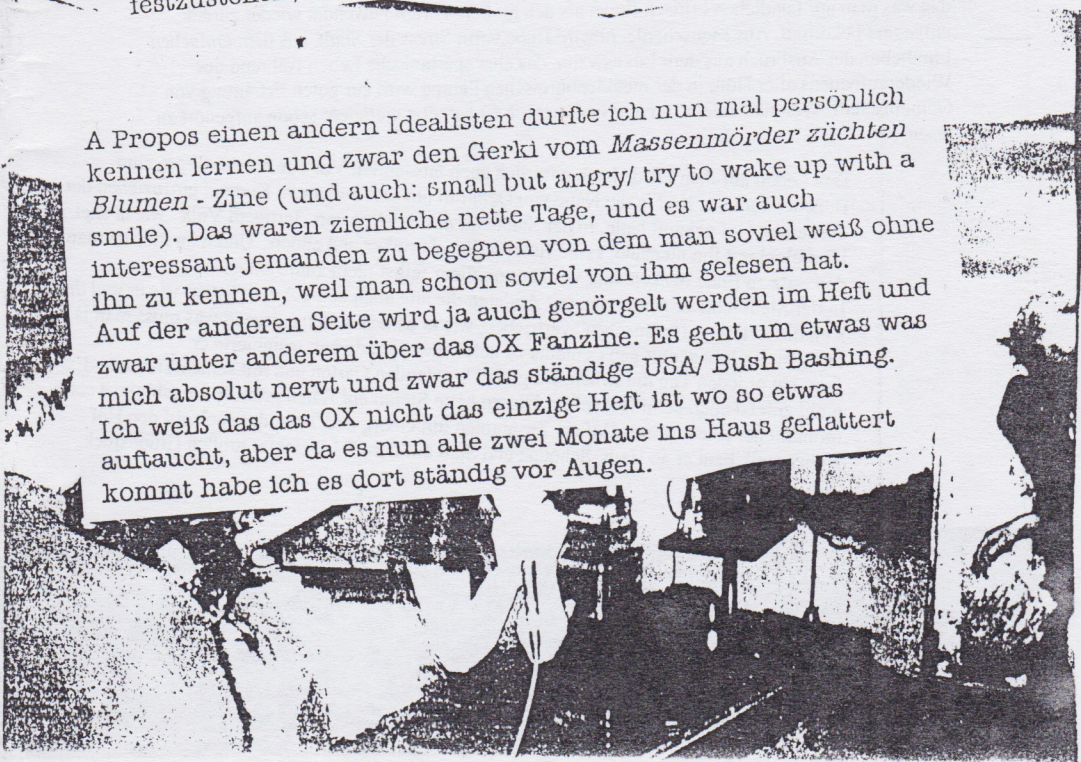 A Propos einen andern Idealisten durfte ich nun mal persönlich
kennen lernen und zwar den Gerki vom Massenmörder züchten
Blumen - Zine (und auch: small but angry/ try to wake up with a
smile). Das waren ziemliche nette Tage, und es war auch
interessant jemanden zu begegnen von dem man soviel weiß ohne
ihn zu kennen, weil man schon soviel von ihm gelesen hat.
Auf der anderen Seite wird ja auch genörgelt werden im Heft und
zwar unter anderem über das OX Fanzine. Es geht um etwas was
mich absolut nervt und zwar das ständige USA/ Bush Bashing.
Ich weiß das das OX nicht das einzige Heft ist wo so etwas
auftaucht, aber da es nun alle zwei Monate ins Haus geflattert
kommt habe ich es dort ständig vor Augen.